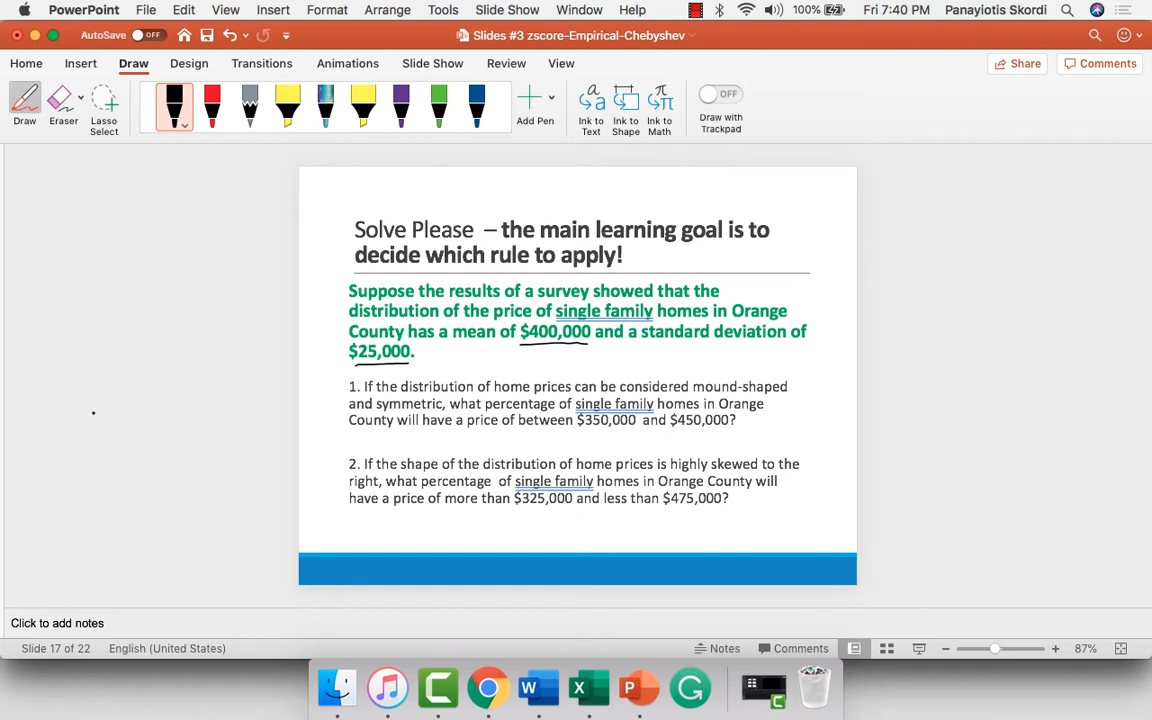 PowerPoint File Edit View Insert Format Arrange Tools Slide Show Window Help 100% Fri 7:40 PM Panayiotis Skordi
AutoSave OFF Slides #3 zscore-Empirical-Chebyshev
Home Insert Draw Design Transitions Animations Slide Show Review View Share Comments
Draw Eraser Lasso Select Add Pen Ink to Text Ink to Shape Ink to Math OFF Draw with Trackpad
Solve Please – the main learning goal is to
decide which rule to apply!
Suppose the results of a survey showed that the
distribution of the price of single family homes in Orange
County has a mean of $400,000 and a standard deviation of
$25,000.
1. If the distribution of home prices can be considered mound-shaped
and symmetric, what percentage of single family homes in Orange
County will have a price of between $350,000 and $450,000?
2. If the shape of the distribution of home prices is highly skewed to the
right, what percentage of single family homes in Orange County will
have a price of more than $325,000 and less than $475,000?
Click to add notes
Slide 17 of 22 English (United States) Notes Comments 87%